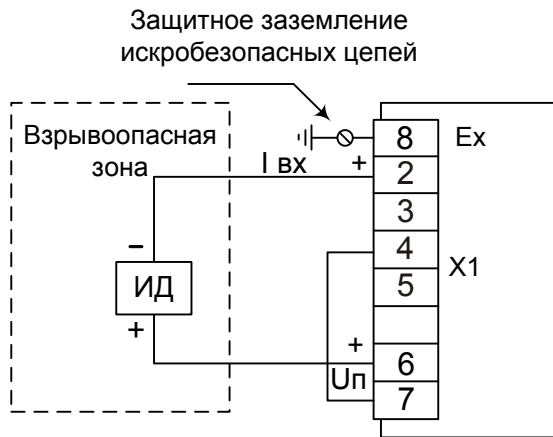 Защитное заземление
искробезопасных цепей
Взрывоопасная
зона
I вх
+
8
Ex
2
3
4
X1
5
−
ИД
+
+
6
Uп
7